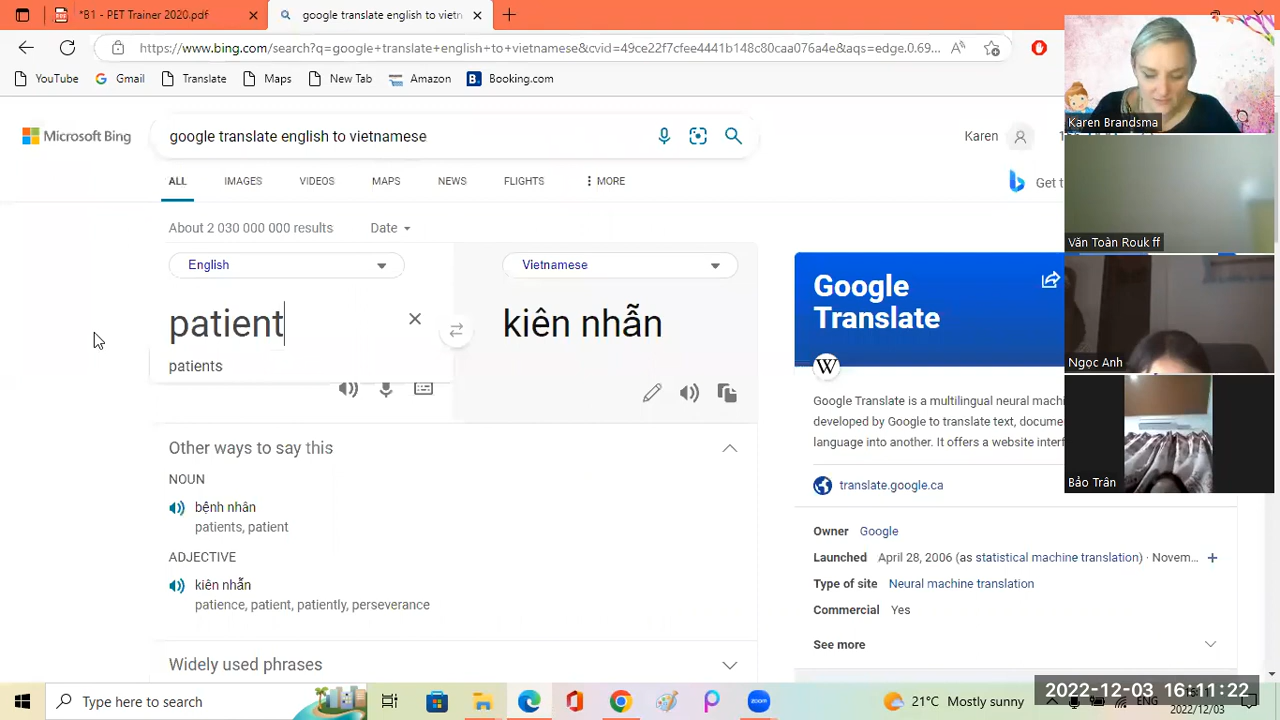 *B1 - PET Trainer 2020.pdf
google translate english to vietn
https://www.bing.com/search?q=google+translate+english+to+vietnamese&cvid=49ce22f7cfee4441b148c80caa076a4e&aqs=edge.0.69...
YouTube Gmail Translate Maps New Tab Amazon Booking.com
Microsoft Bing
google translate english to vietnamese
Karen
ALL IMAGES VIDEOS MAPS NEWS FLIGHTS MORE
Get t
About 2 030 000 000 results Date
English
Vietnamese
patient
kiên nhẫn
patients
Other ways to say this
NOUN
bệnh nhân
patients, patient
ADJECTIVE
kiên nhẫn
patience, patient, patiently, perseverance
Widely used phrases
Google
Translate
W
Google Translate is a multilingual neural machi
developed by Google to translate text, docume
language into another. It offers a website interf
translate.google.ca
Owner Google
Launched April 28, 2006 (as statistical machine translation) · Novem...
Type of site Neural machine translation
Commercial Yes
See more
Karen Brandsma
Văn Toàn Rouk ff
Ngọc Anh
Bảo Trân
Type here to search
zoom
21°C Mostly sunny
ENG
2022-12-03 16:11:22
2022/12/03